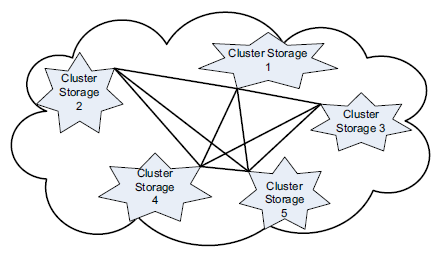 Cluster Storage
1
Cluster
Storage
2
Cluster
Storage 3
Cluster
Storage
4
Cluster
Storage
5